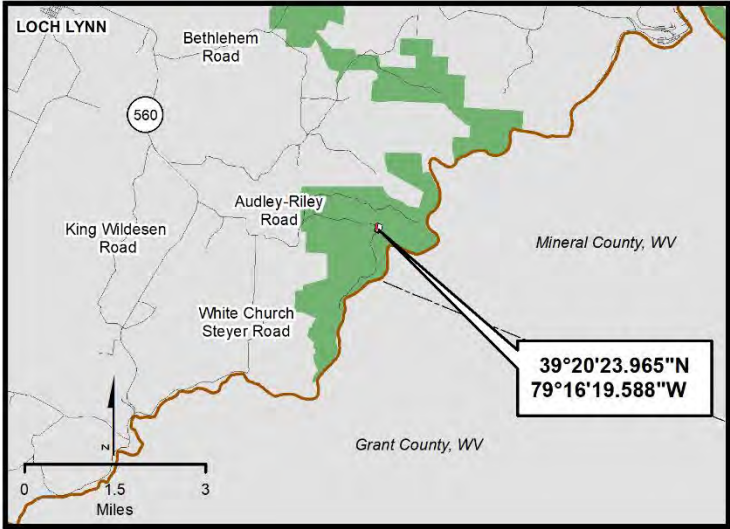 LOCH LYNN
Bethlehem
Road
560
Audley-Riley
Road
King Wildesen
Road
Mineral County, WV
White Church
Steyer Road
39°20'23.965"N
79°16'19.588"W
Grant County, WV
N
0 1.5 3
Miles